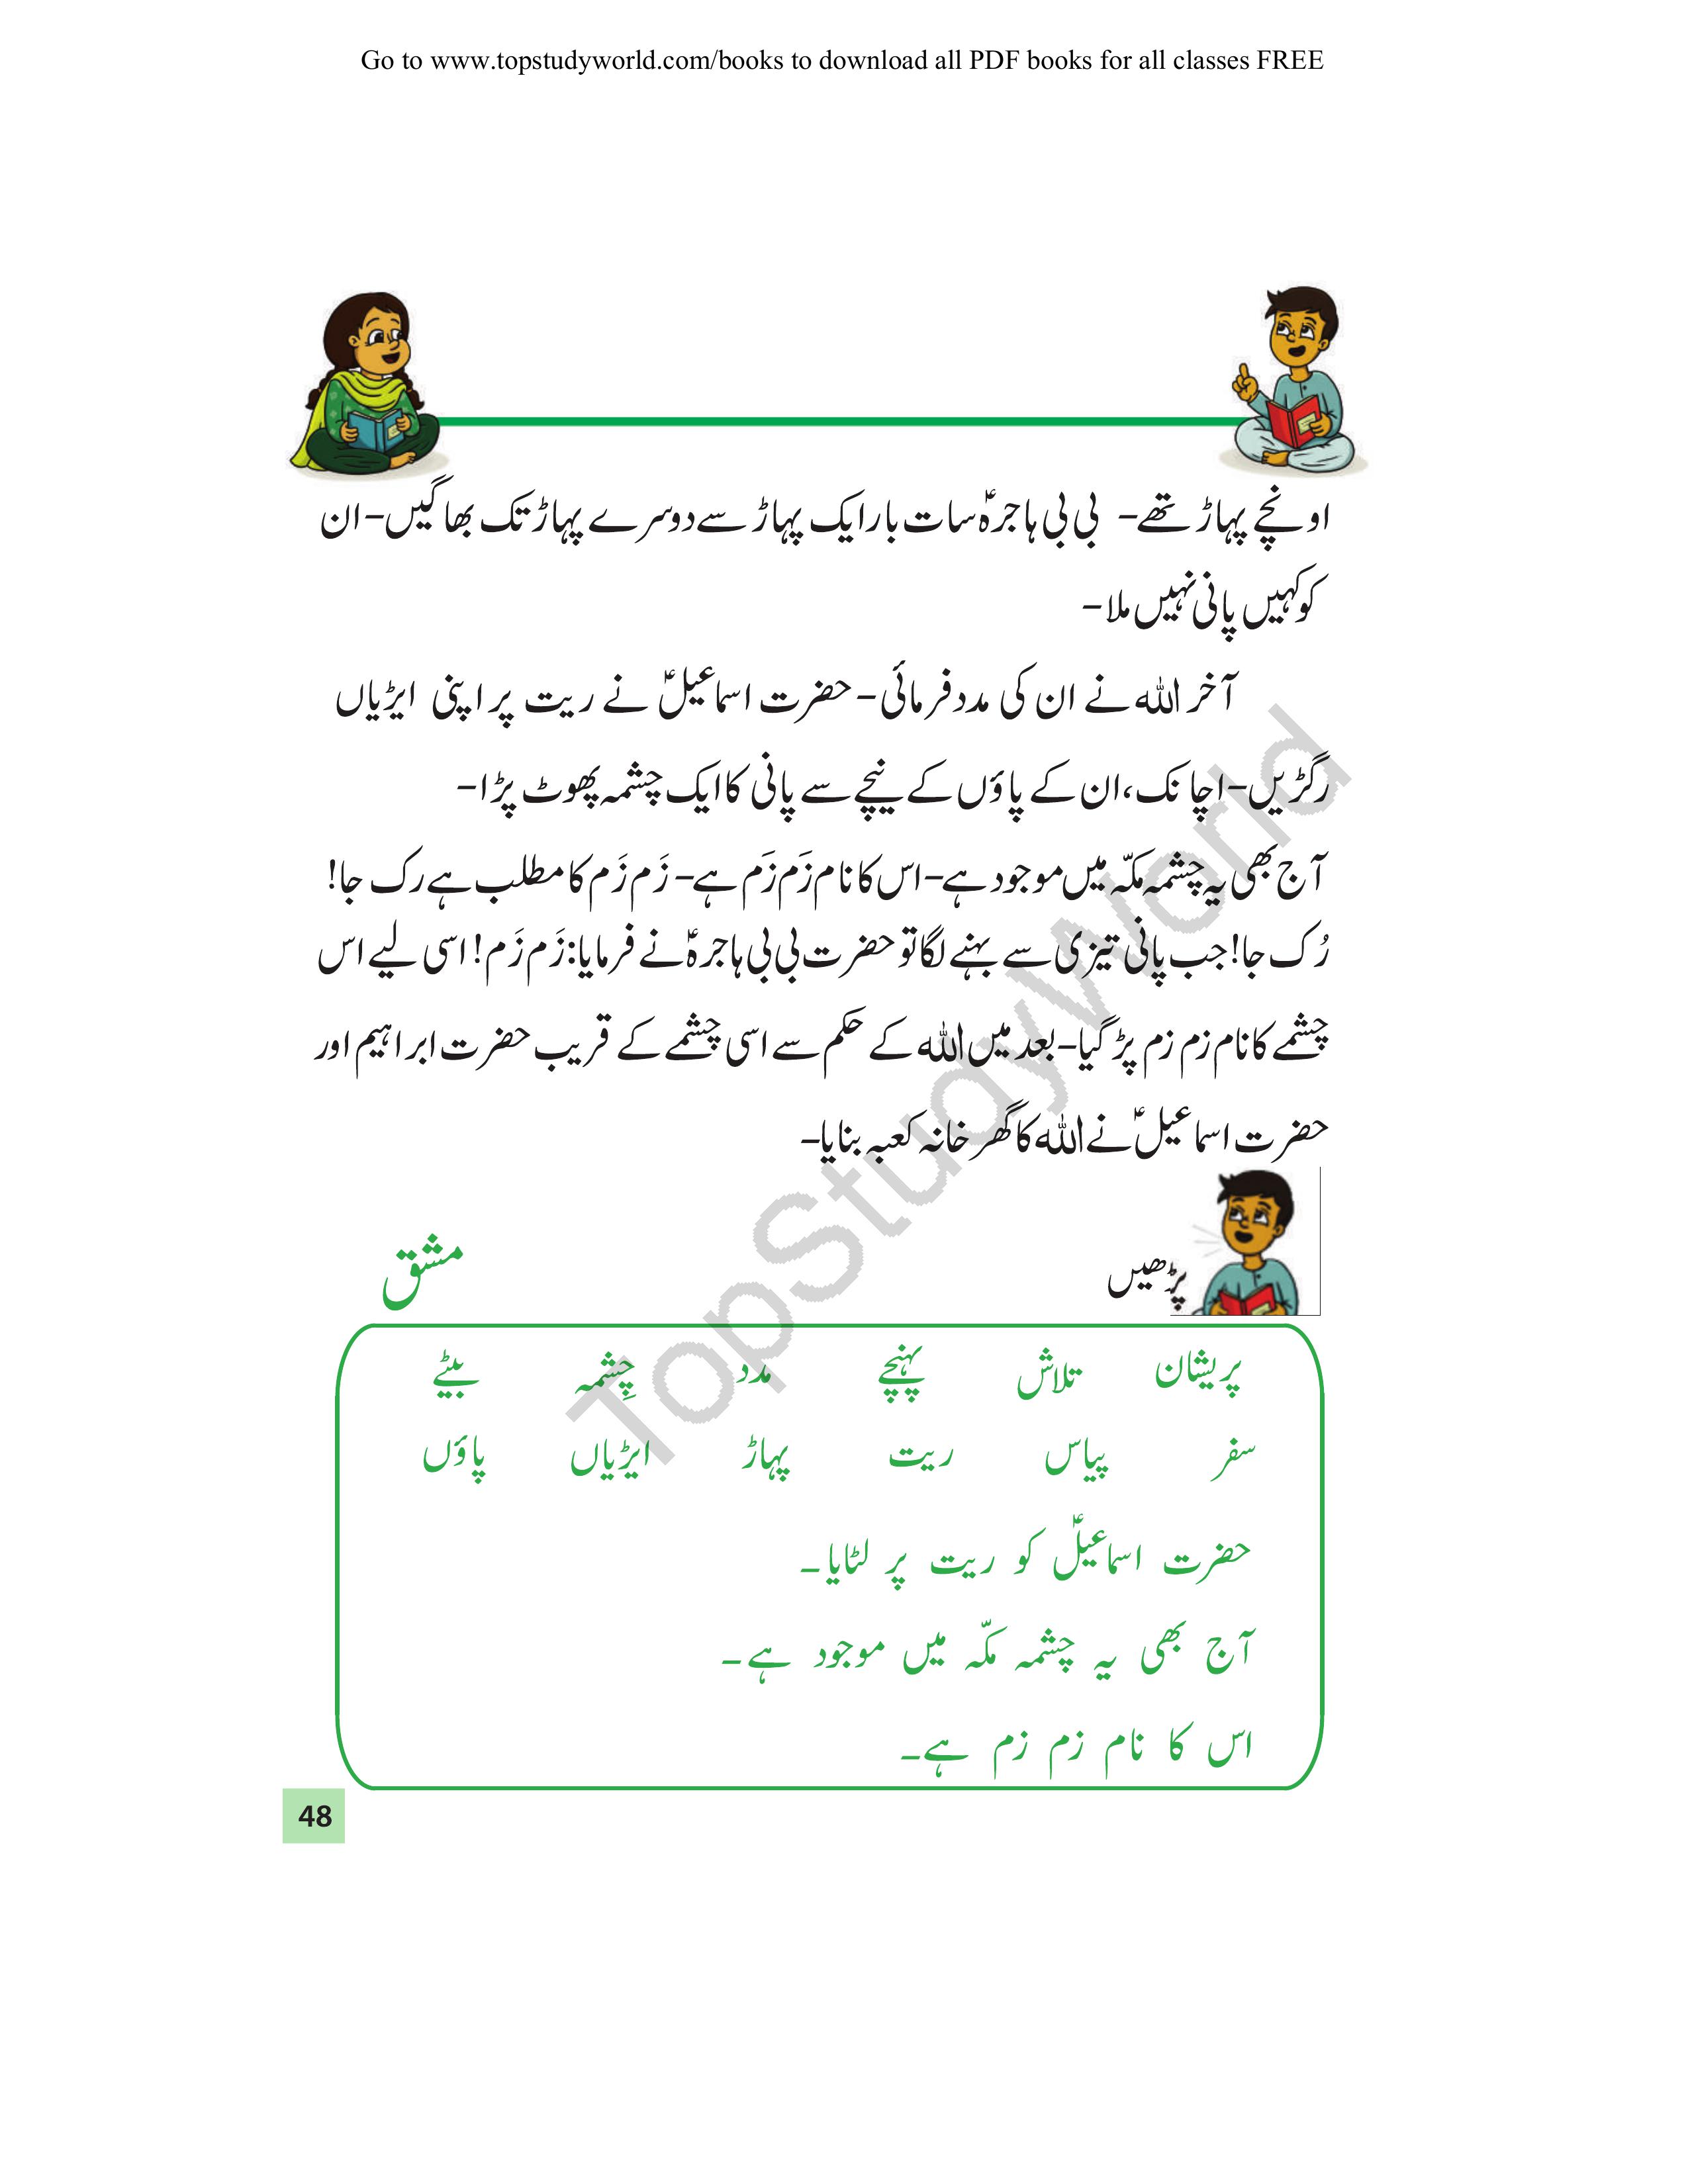 Go to www.topstudyworld.com/books to download all PDF books for all classes FREE
اونچے پہاڑ تھے- بی بی ہاجرہؑ سات بار ایک پہاڑ سے دوسرے پہاڑ تک بھاگیں- ان
کو کہیں پانی نہیں ملا-
آخر اللہ نے ان کی مدد فرمائی- حضرت اسماعیلؑ نے ریت پر اپنی ایڑیاں
رگڑیں- اچانک، ان کے پاؤں کے نیچے سے پانی کا ایک چشمہ پھوٹ پڑا-
آج بھی یہ چشمہ مکّہ میں موجود ہے- اس کا نام زَم زَم ہے- زَم زَم کا مطلب ہے رک جا!
رُک جا! جب پانی تیزی سے بہنے لگا تو حضرت بی بی ہاجرہؑ نے فرمایا: زَم زَم! اسی لیے اس
چشمے کا نام زم زم پڑ گیا- بعد میں اللہ کے حکم سے اسی چشمے کے قریب حضرت ابراہیم اور
حضرت اسماعیلؑ نے اللہ کا گھر خانہ کعبہ بنایا-
پڑھیں مشق
پریشان تلاش پہنچے مدد چِشمہ بیٹے
سفر پیاس ریت پہاڑ ایڑیاں پاؤں
حضرت اسماعیلؑ کو ریت پر لٹایا۔
آج بھی یہ چشمہ مکّہ میں موجود ہے۔
اس کا نام زم زم ہے۔
48
TopStudyWorld